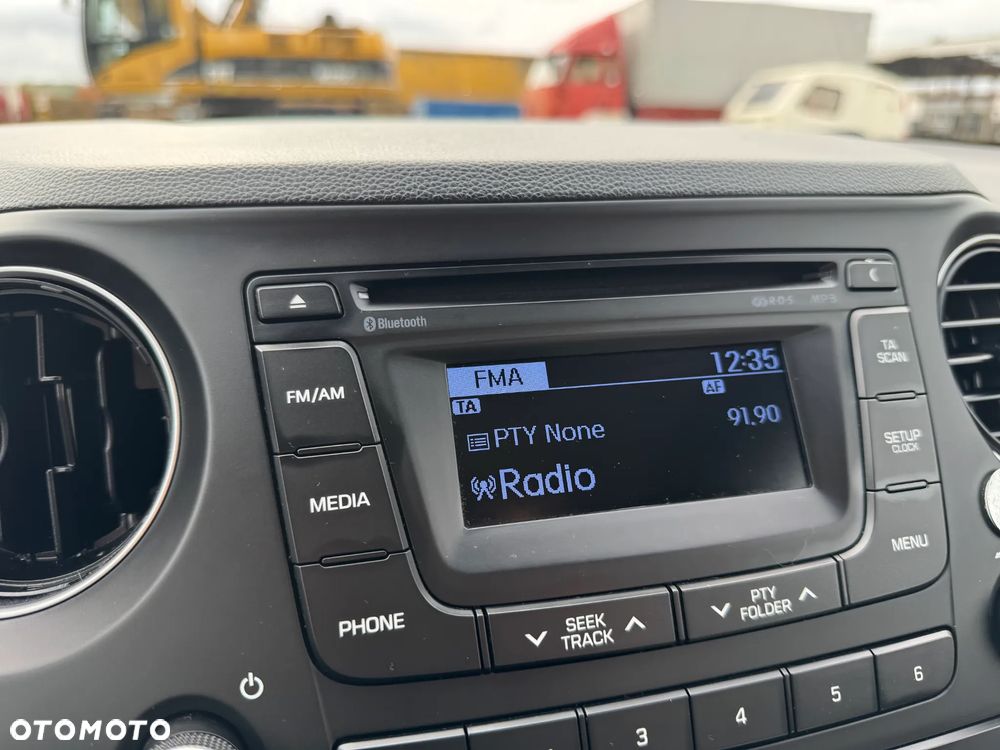 R·D·S
MP3
Bluetooth
FM/AM
FMA
12:35
TA
SCAN
TA
AF
PTY None
91.90
SETUP
CLOCK
MEDIA
Radio
MENU
PHONE
SEEK
TRACK
PTY
FOLDER
3
4
5
6
OTOMOTO